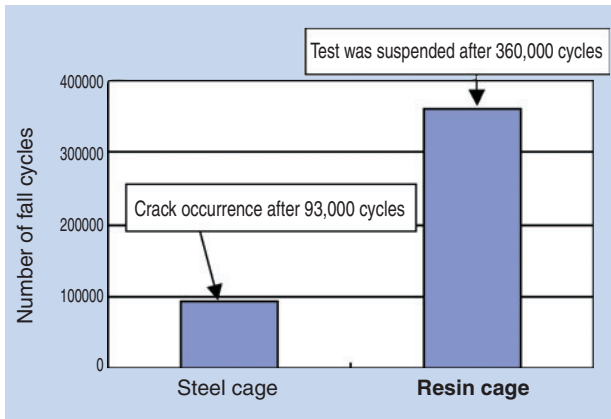 Test was suspended after 360,000 cycles
400000
300000
Crack occurrence after 93,000 cycles
200000
100000
0
Number of fall cycles
Steel cage
Resin cage